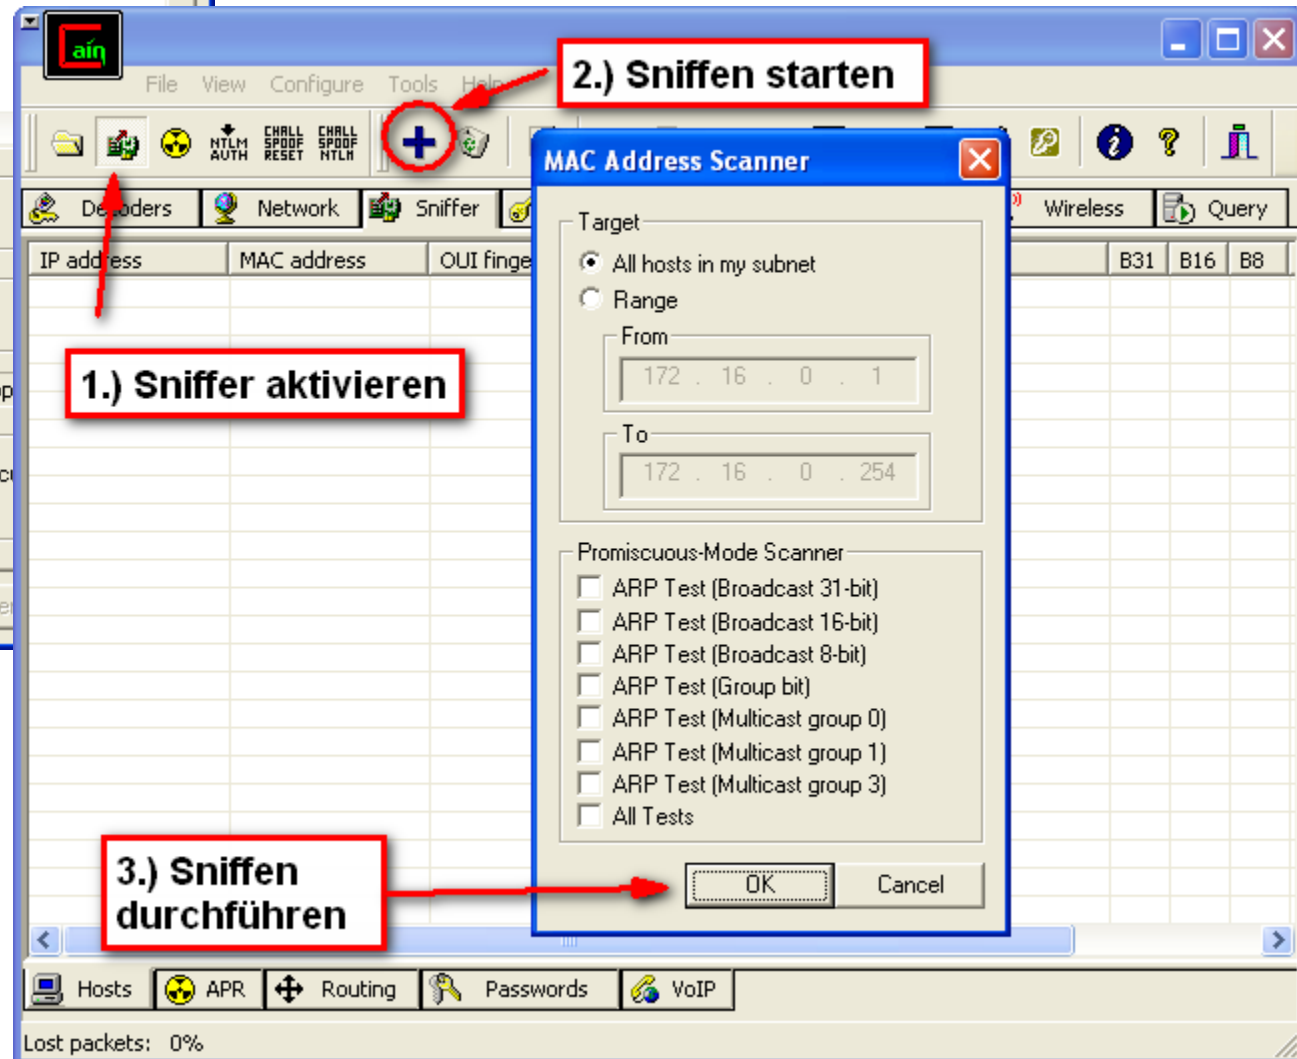 Cain
File View Configure Tools Help
2.) Sniffen starten
NTLM AUTH
CHALL SPOOF RESET
CHALL SPOOF NTLM
MAC Address Scanner
Decoders Network Sniffer Wireless Query
IP address MAC address OUI finge B31 B16 B8
Target
All hosts in my subnet
Range
From
172 . 16 . 0 . 1
To
172 . 16 . 0 . 254
1.) Sniffer aktivieren
Promiscuous-Mode Scanner
ARP Test (Broadcast 31-bit)
ARP Test (Broadcast 16-bit)
ARP Test (Broadcast 8-bit)
ARP Test (Group bit)
ARP Test (Multicast group 0)
ARP Test (Multicast group 1)
ARP Test (Multicast group 3)
All Tests
3.) Sniffen
durchführen
OK Cancel
Hosts APR Routing Passwords VoIP
Lost packets: 0%